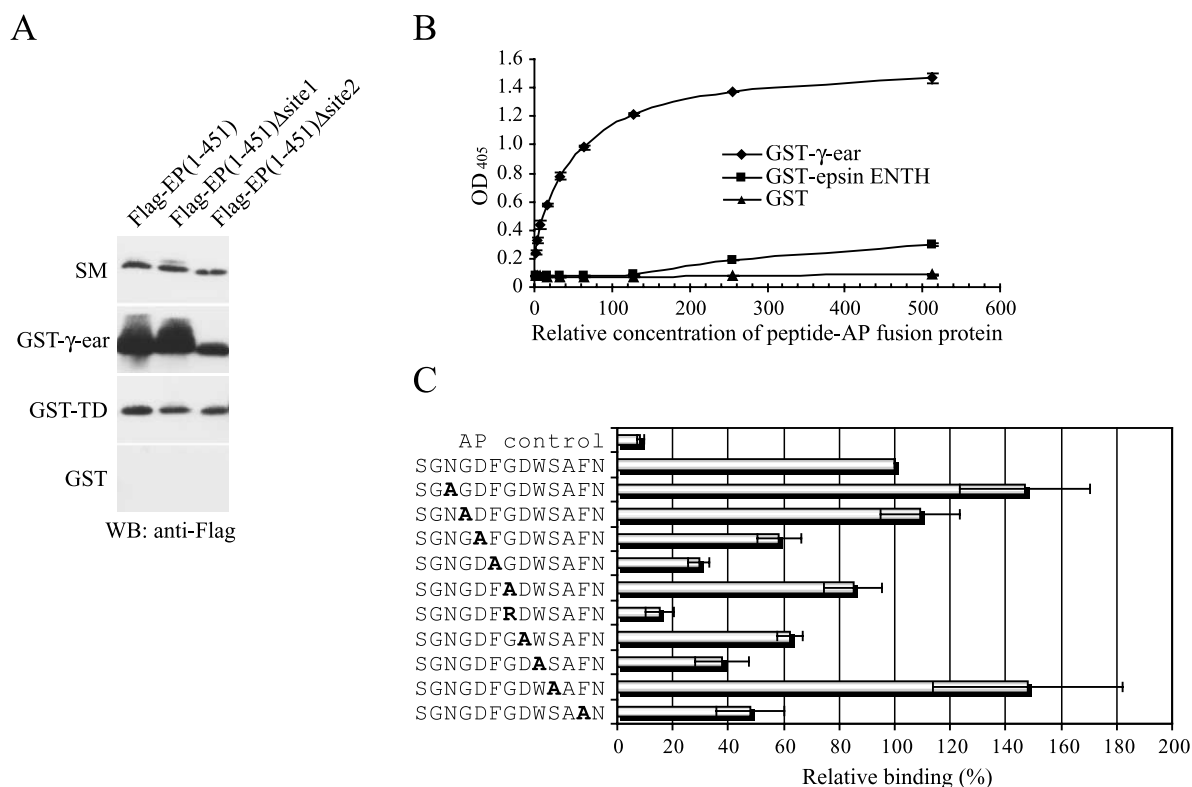 A
Flag-EP(1-451)
Flag-EP(1-451)Δsite1
Flag-EP(1-451)Δsite2
SM
GST-γ-ear
GST-TD
GST
WB: anti-Flag
B
1.6
1.4
1.2
1.0
0.8
0.6
0.4
0.2
0
OD405
GST-γ-ear
GST-epsin ENTH
GST
0 100 200 300 400 500 600
Relative concentration of peptide-AP fusion protein
C
AP control
SGNGDFGDWSAFN
SGAGDFGDWSAFN
SGNADFGDWSAFN
SGNGAFGDWSAFN
SGNGDAGDWSAFN
SGNGDFADWSAFN
SGNGDFRDWSAFN
SGNGDFGAWSAFN
SGNGDFGDASAFN
SGNGDFGDWAAFN
SGNGDFGDWSAAN
0 20 40 60 80 100 120 140 160 180 200
Relative binding (%)